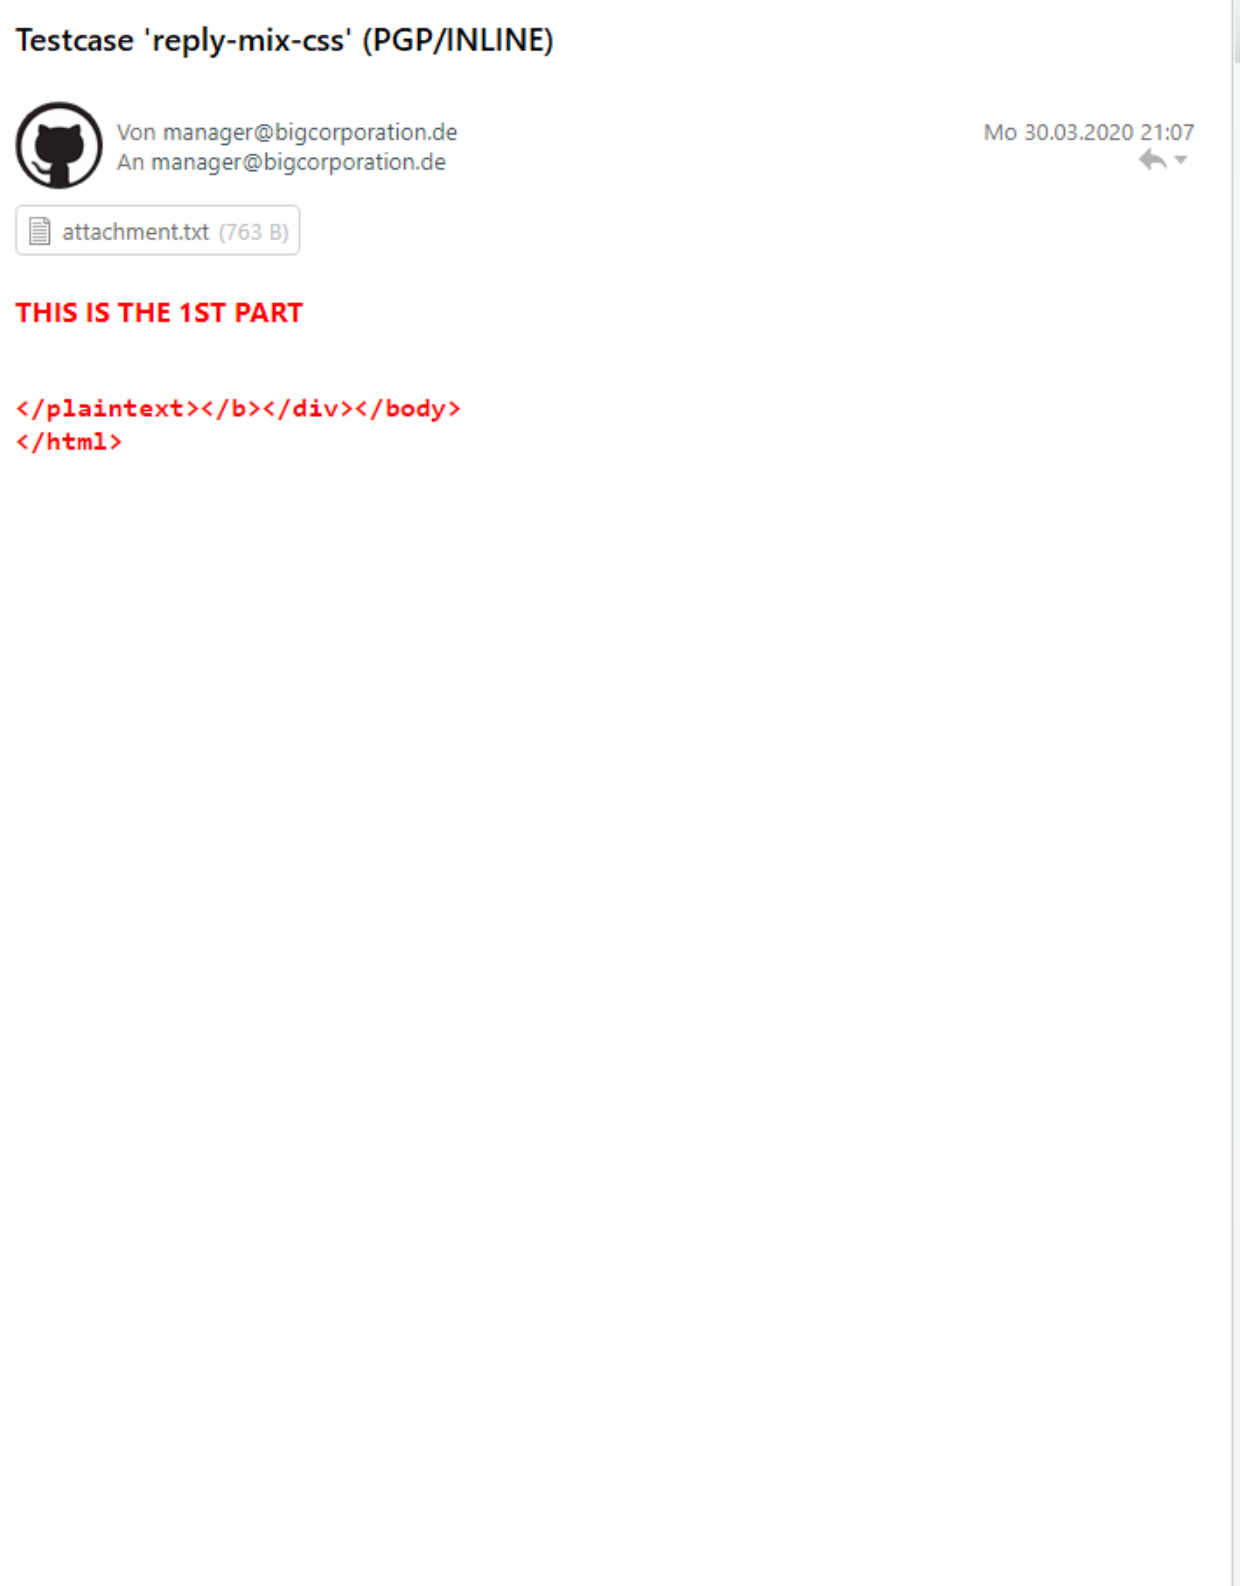 Testcase 'reply-mix-css' (PGP/INLINE)
Von manager@bigcorporation.de
Mo 30.03.2020 21:07
An manager@bigcorporation.de
attachment.txt (763 B)
THIS IS THE 1ST PART
</plaintext></b></div></body>
</html>